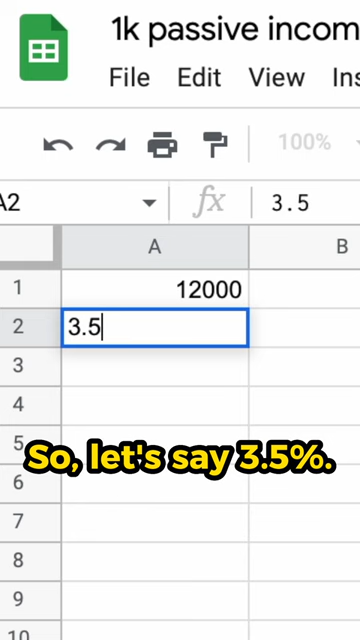 1k passive incom
File Edit View Ins
100%
A2 fx 3.5
A B
1 12000
2 3.5
3
4
5
So, let's say 3.5%.
6
7
8
9
10